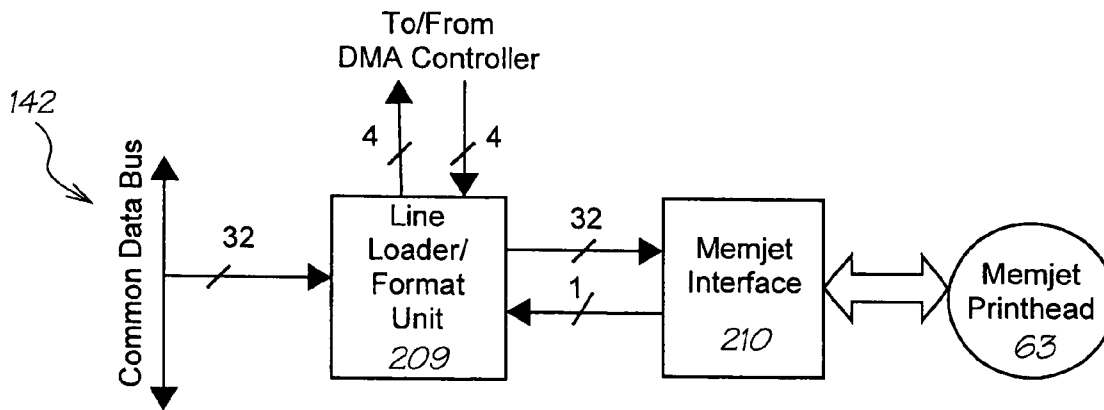 To/From
DMA Controller
142
4
4
Common Data Bus
32
Line
Loader/
Format
Unit
209
32
1
Memjet
Interface
210
Memjet
Printhead
63